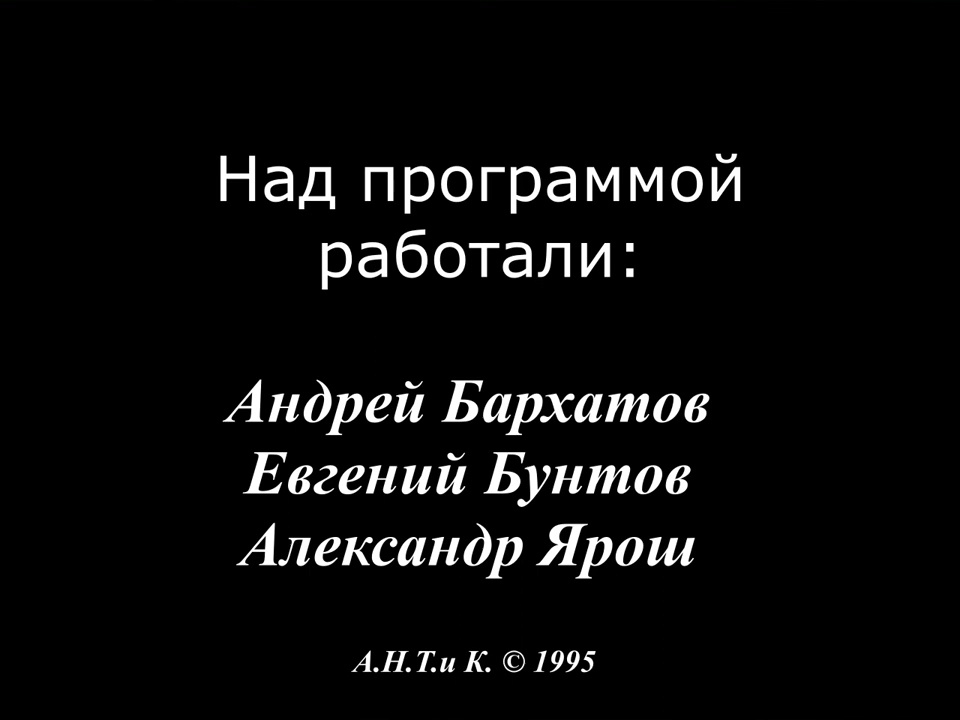 Над программой
работали:
Андрей Бархатов
Евгений Бунтов
Александр Ярош
А.Н.Т.и К. © 1995